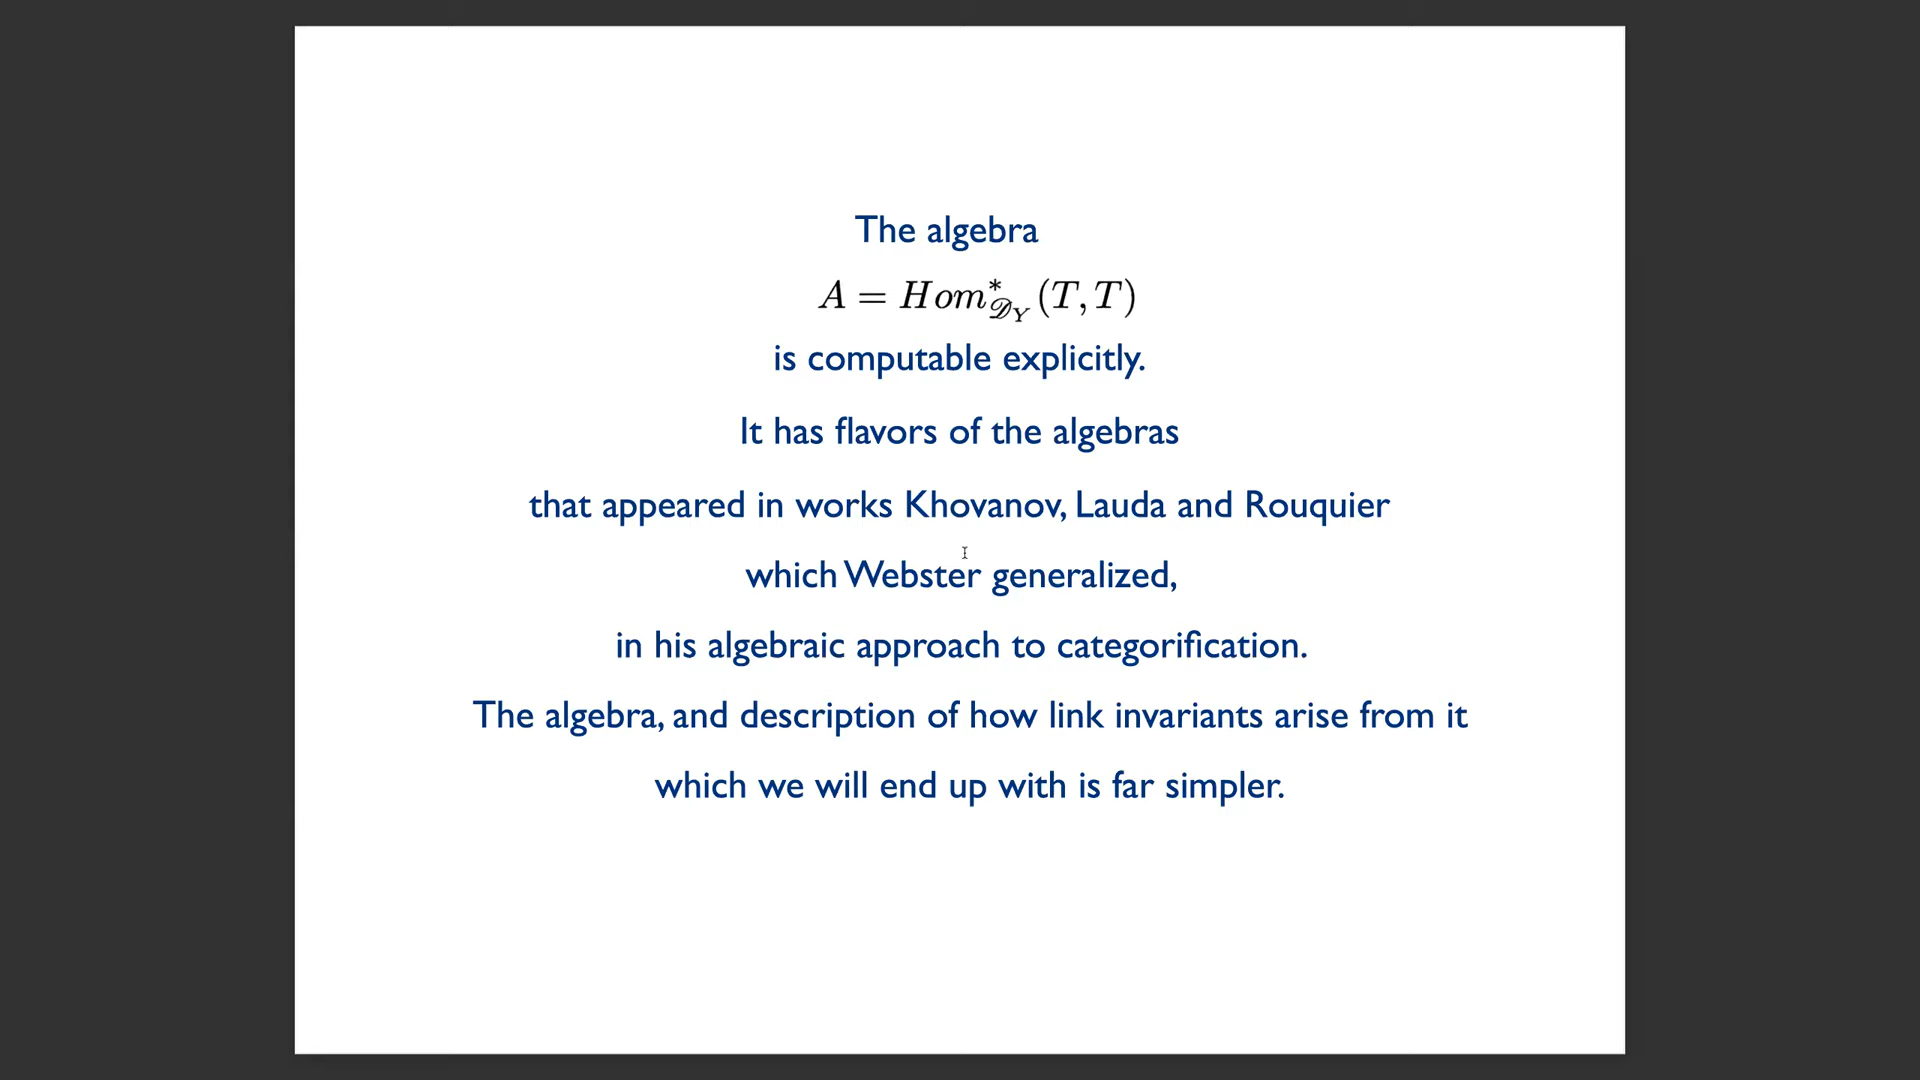 The algebra
A = Hom*_{𝒟_Y}(T, T)
is computable explicitly.
It has flavors of the algebras
that appeared in works Khovanov, Lauda and Rouquier
which Webster generalized,
in his algebraic approach to categorification.
The algebra, and description of how link invariants arise from it
which we will end up with is far simpler.